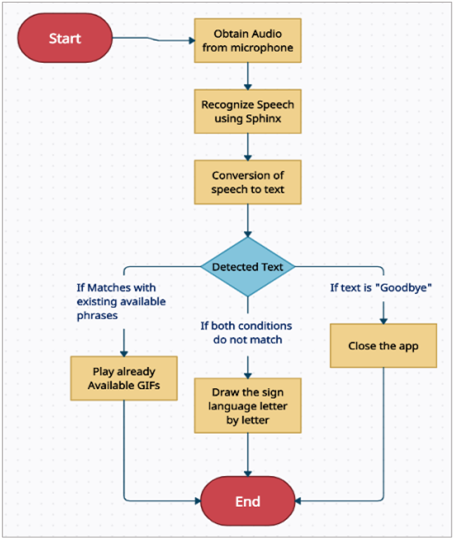 Start
Obtain Audio
from microphone
Recognize Speech
using Sphinx
Conversion of
speech to text
Detected Text
If Matches with
existing available
phrases
If both conditions
do not match
If text is "Goodbye"
Play already
Available GIFs
Draw the sign
language letter
by letter
Close the app
End